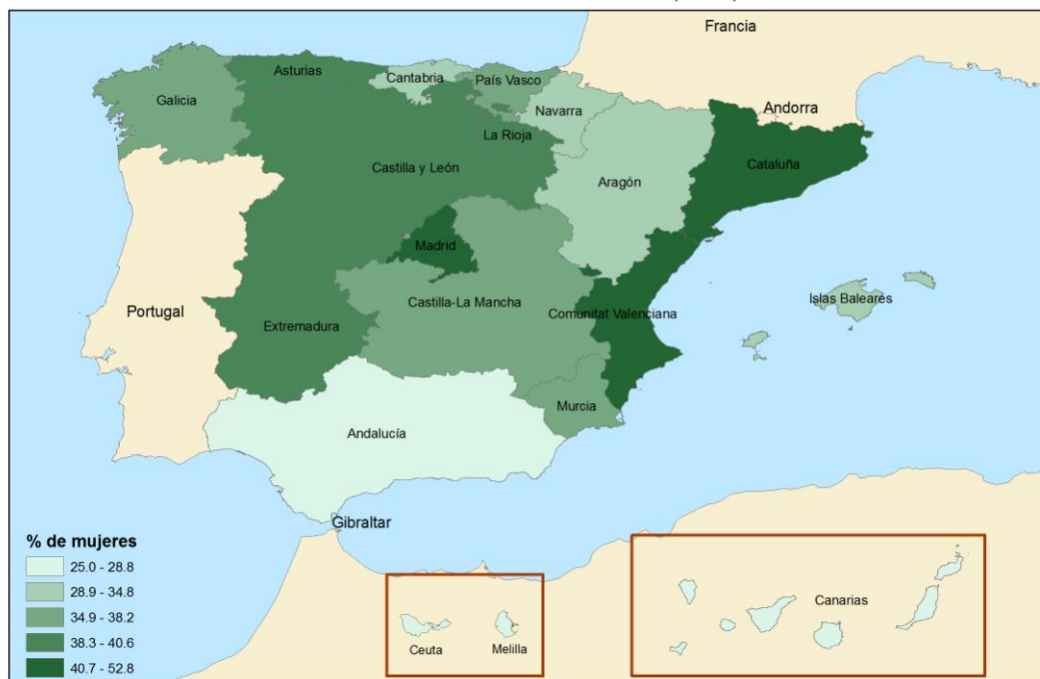 Francia
Asturias
Cantabria
País Vasco
Galicia
Navarra
Andorra
La Rioja
Castilla y León
Cataluña
Aragón
Madrid
Portugal
Castilla-La Mancha
Islas Baleares
Comunitat Valenciana
Extremadura
Murcia
Andalucía
Gibraltar
% de mujeres
25.0 - 28.8
28.9 - 34.8
34.9 - 38.2
38.3 - 40.6
40.7 - 52.8
Ceuta
Melilla
Canarias